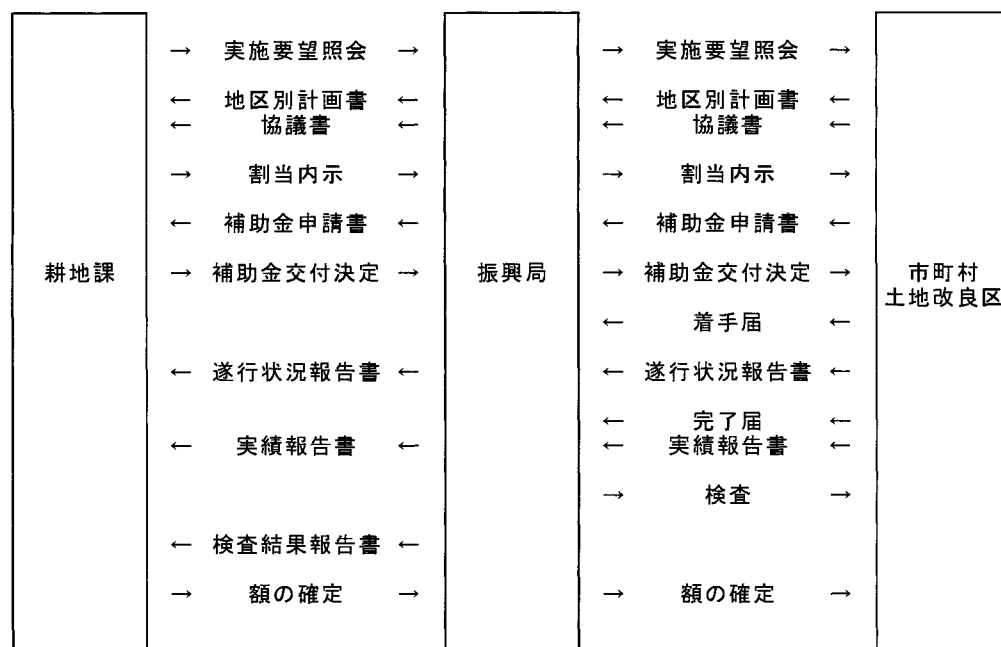 → 実施要望照会 → → 実施要望照会 →
← 地区別計画書 ← ← 地区別計画書 ←
← 協議書 ← ← 協議書 ←
→ 割当内示 → → 割当内示 →
← 補助金申請書 ← ← 補助金申請書 ←
耕地課 → 補助金交付決定 → 振興局 → 補助金交付決定 → 市町村
土地改良区
← 着手届 ←
← 遂行状況報告書 ← ← 遂行状況報告書 ←
← 完了届 ←
← 実績報告書 ← ← 実績報告書 ←
→ 検査 →
← 検査結果報告書 ←
→ 額の確定 → → 額の確定 →